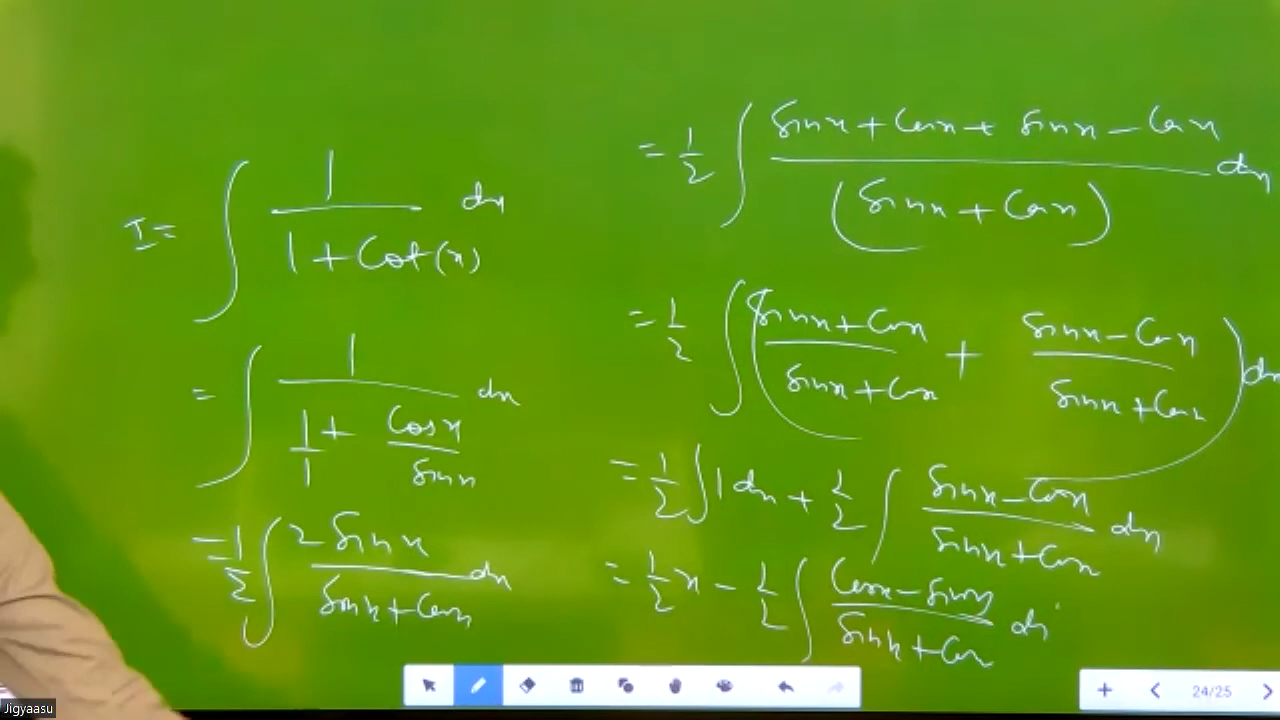 I = ∫ 1/(1 + Cot(x)) dx
= ∫ 1/(1/1 + Cosx/Sinx) dx
= 1/2 ∫ 2 Sinx/(Sinx + Cosx) dx
= 1/2 ∫ (Sinx + Cosx + Sinx - Cosx)/(Sinx + Cosx) dx
= 1/2 ∫ ((Sinx + Cosx)/(Sinx + Cosx) + (Sinx - Cosx)/(Sinx + Cosx)) dx
= 1/2 ∫ 1 dx + 1/2 ∫ (Sinx - Cosx)/(Sinx + Cosx) dx
= 1/2 x - 1/2 ∫ (Cosx - Sinx)/(Sinx + Cosx) dx
24/25
Jigyaasu